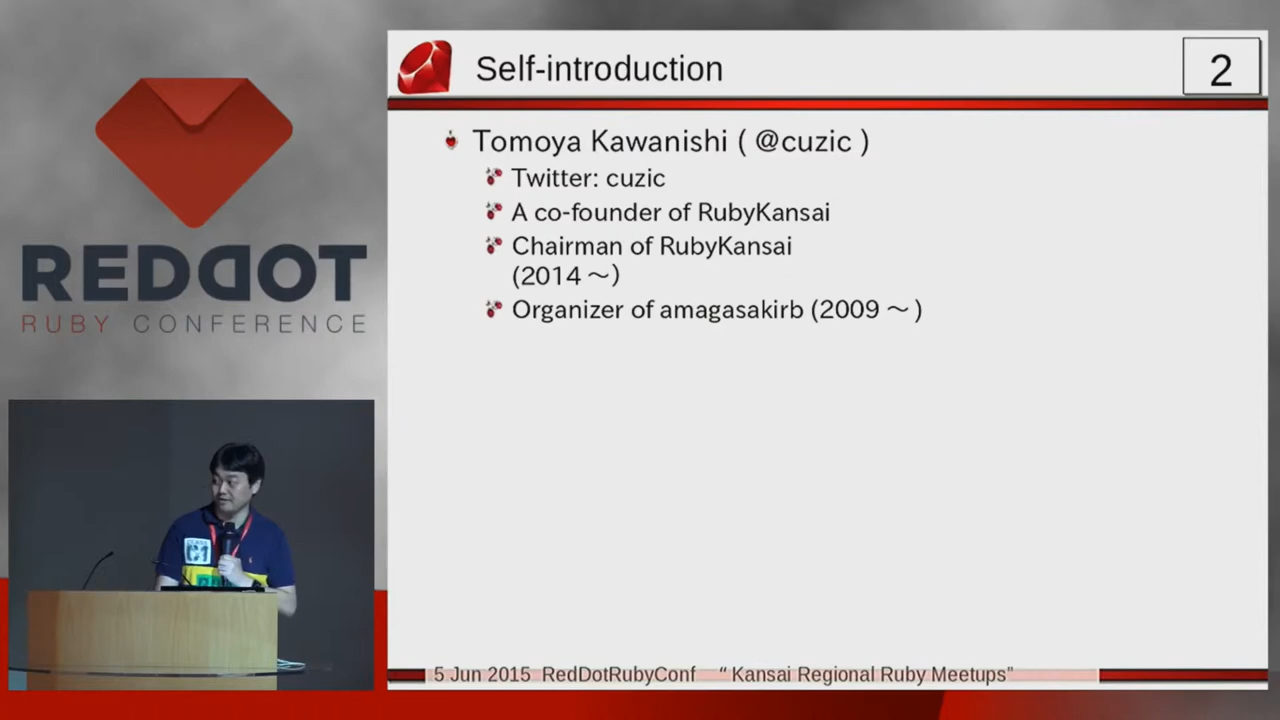 REDDOT
RUBY CONFERENCE
Self-introduction
2
Tomoya Kawanishi ( @cuzic )
Twitter: cuzic
A co-founder of RubyKansai
Chairman of RubyKansai
(2014 ～)
Organizer of amagasakirb (2009 ～ )
5 Jun 2015 RedDotRubyConf “ Kansai Regional Ruby Meetups”